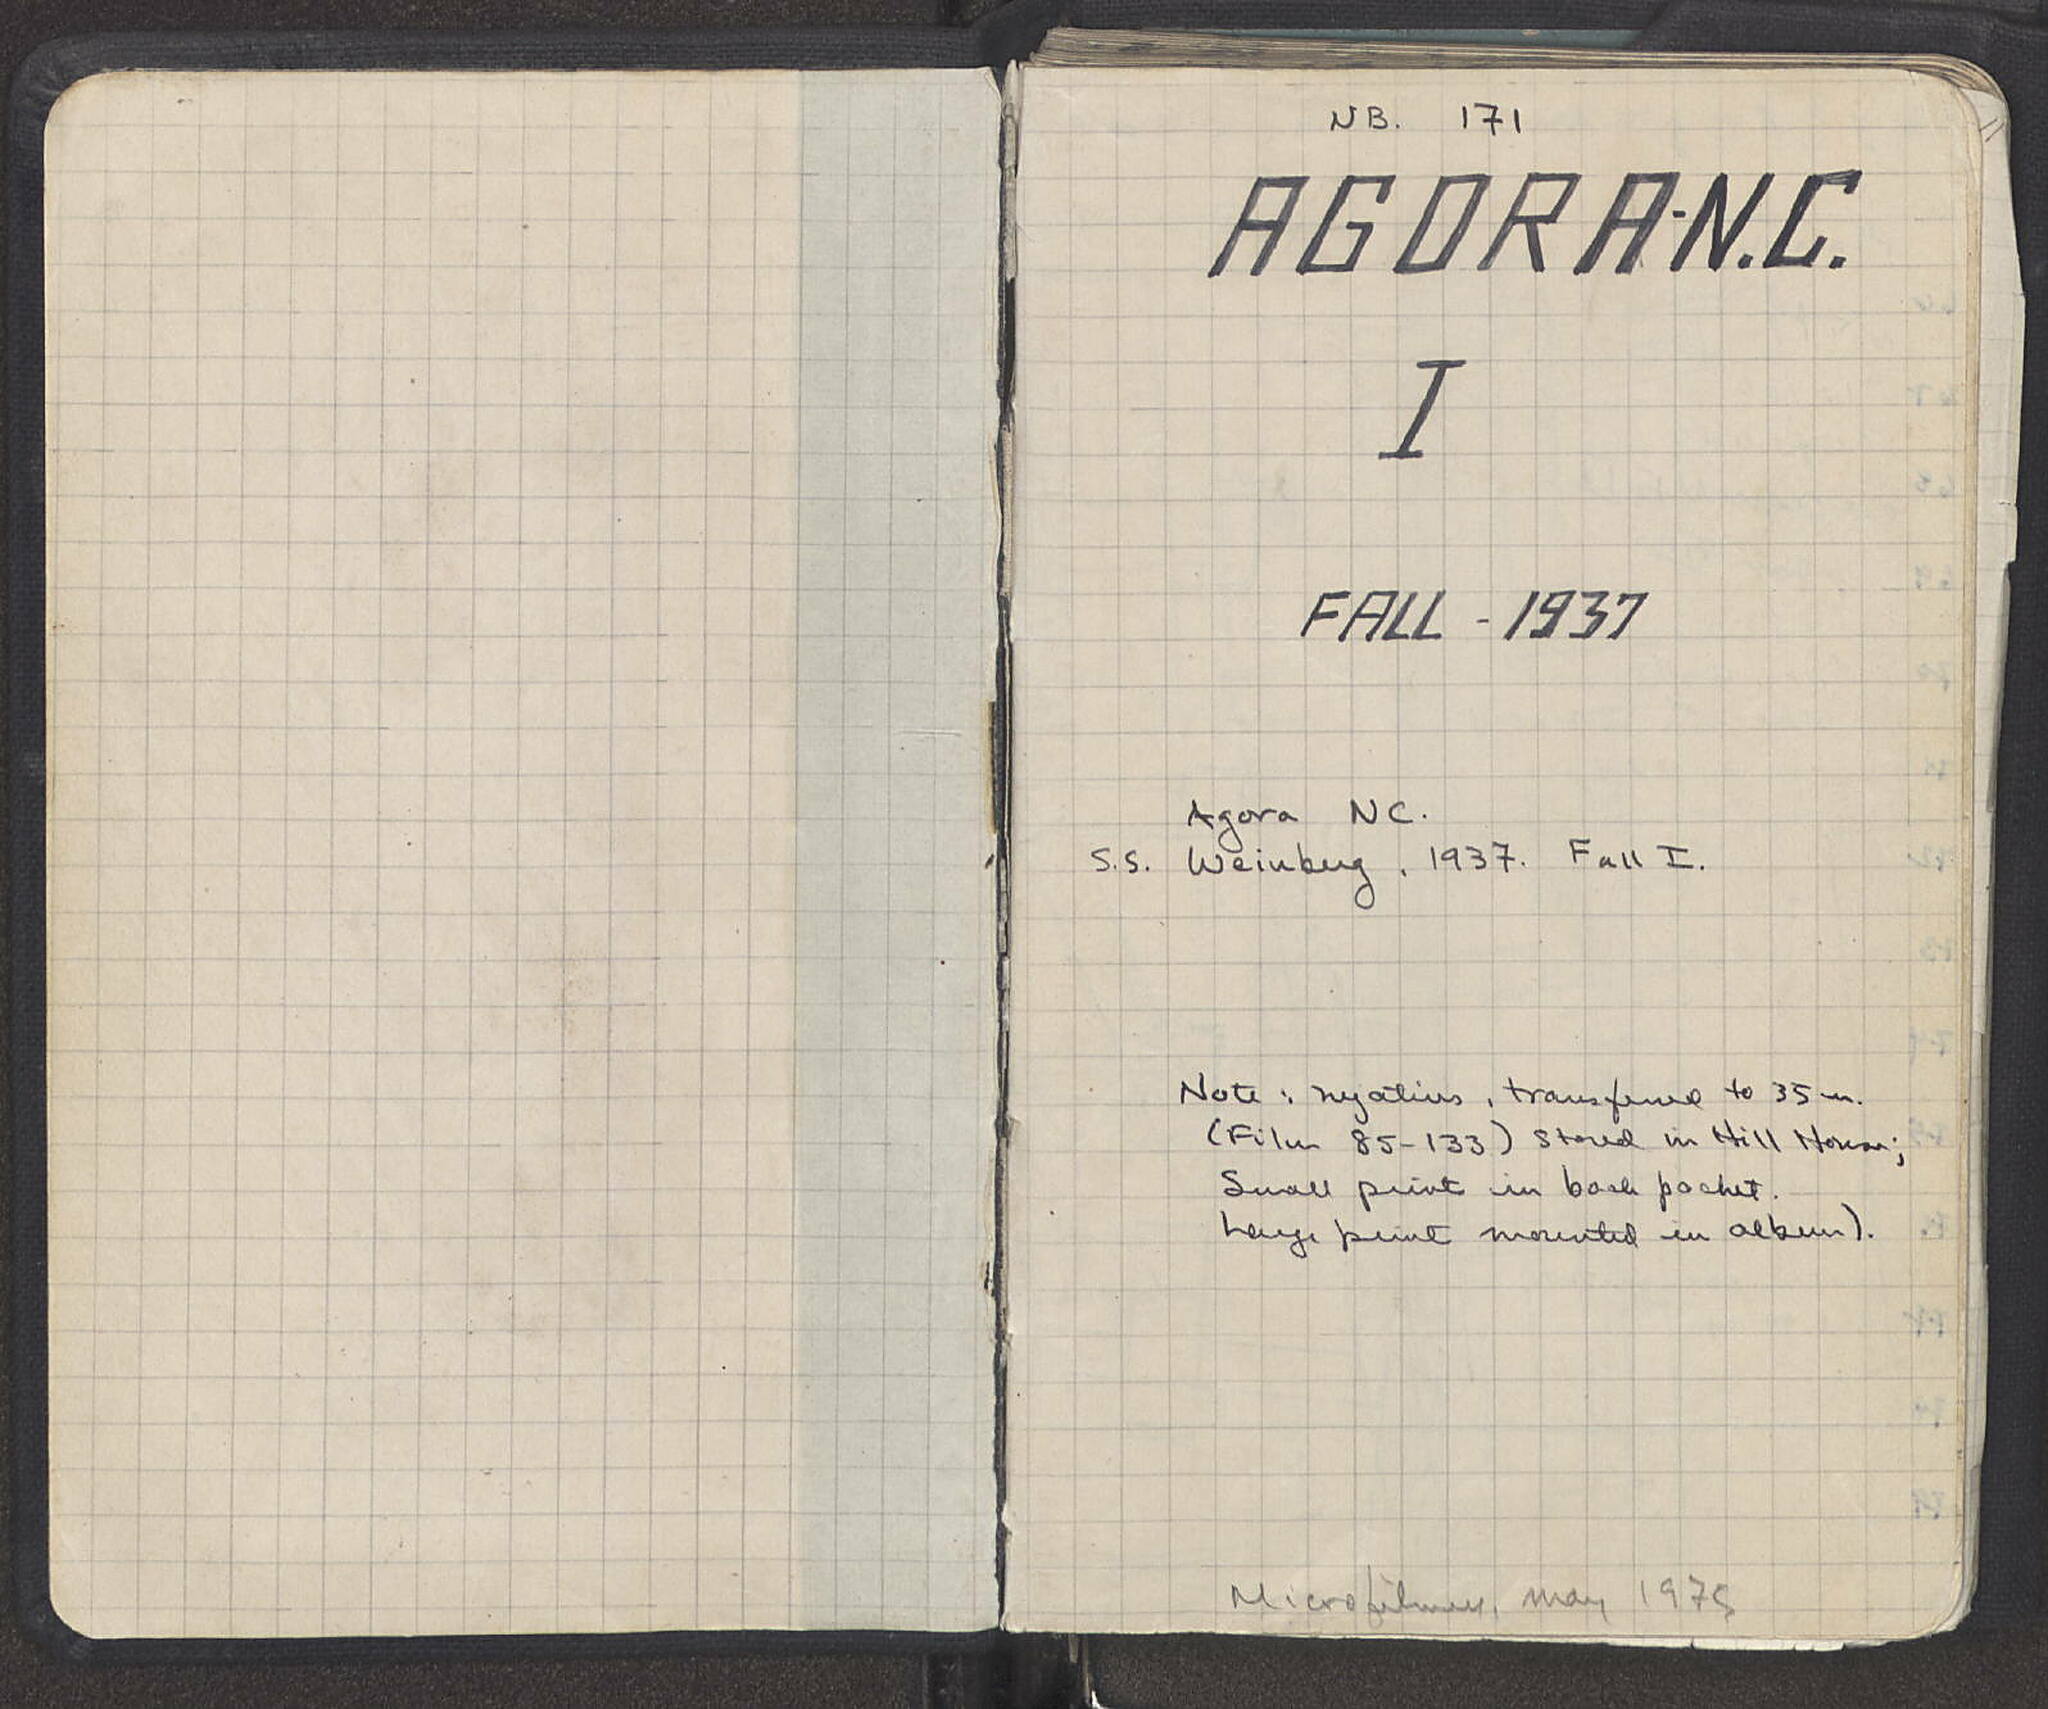 NB. 171
AGORA-N.C.
I
FALL - 1937
Agora NC.
S.S. Weinberg, 1937. Fall I.
Note: negatives, transferred to 35 m.
(Film 85-133) stored in Hill House;
Small print in back pocket.
Large print mounted in album).
Microfilmed, May 1975